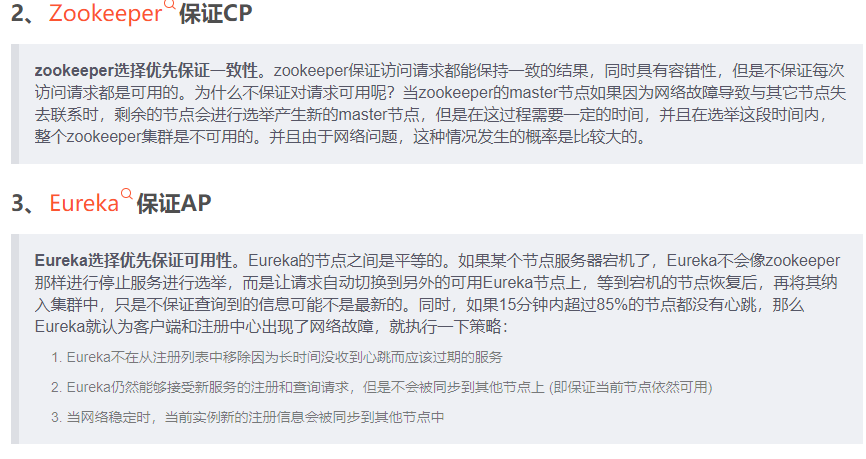 2、Zookeeper保证CP
zookeeper选择优先保证一致性。zookeeper保证访问请求都能保持一致的结果，同时具有容错性，但是不保证每次
访问请求都是可用的。为什么不保证对请求可用呢？当zookeeper的master节点如果因为网络故障导致与其它节点失
去联系时，剩余的节点会进行选举产生新的master节点，但是在这过程需要一定的时间，并且在选举这段时间内，
整个zookeeper集群是不可用的。并且由于网络问题，这种情况发生的概率是比较大的。
3、Eureka保证AP
Eureka选择优先保证可用性。Eureka的节点之间是平等的。如果某个节点服务器宕机了，Eureka不会像zookeeper
那样进行停止服务进行选举，而是让请求自动切换到另外的可用Eureka节点上，等到宕机的节点恢复后，再将其纳
入集群中，只是不保证查询到的信息可能不是最新的。同时，如果15分钟内超过85%的节点都没有心跳，那么
Eureka就认为客户端和注册中心出现了网络故障，就执行一下策略：
1. Eureka不在从注册列表中移除因为长时间没收到心跳而应该过期的服务
2. Eureka仍然能够接受新服务的注册和查询请求，但是不会被同步到其他节点上 (即保证当前节点依然可用)
3. 当网络稳定时，当前实例新的注册信息会被同步到其他节点中